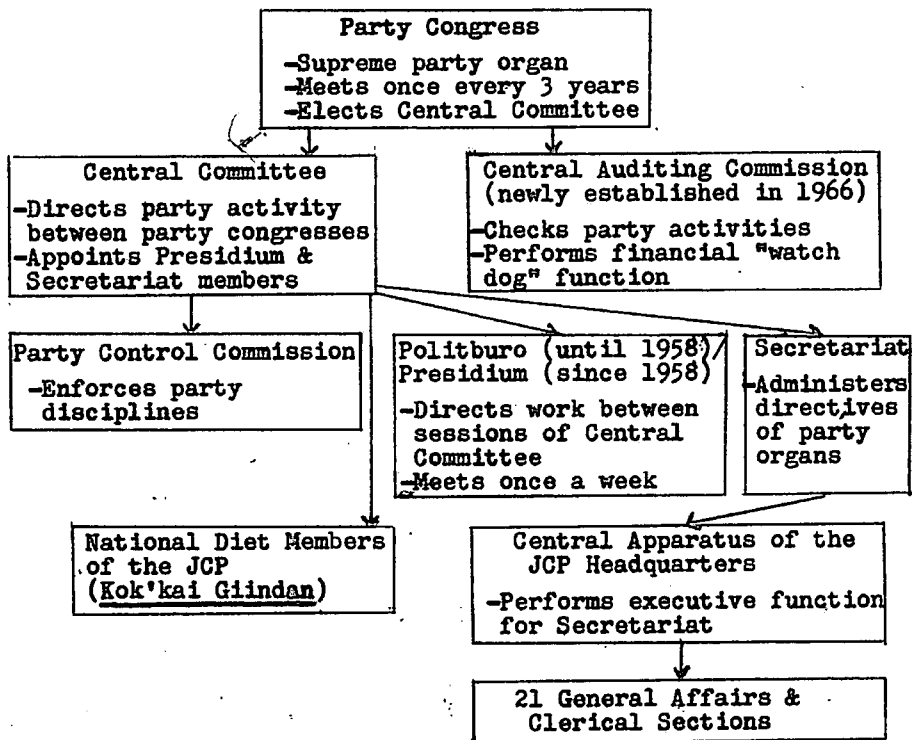 Party Congress
-Supreme party organ
-Meets once every 3 years
-Elects Central Committee
Central Committee
-Directs party activity
between party congresses
-Appoints Presidium &
Secretariat members
Central Auditing Commission
(newly established in 1966)
-Checks party activities
-Performs financial "watch
dog" function
Party Control Commission
-Enforces party
disciplines
Politburo (until 1958)/
Presidium (since 1958)
-Directs work between
sessions of Central
Committee
-Meets once a week
Secretariat
-Administers
directives
of party
organs
National Diet Members
of the JCP
(Kok'kai Giindan)
Central Apparatus of the
JCP Headquarters
-Performs executive function
for Secretariat
21 General Affairs &
Clerical Sections